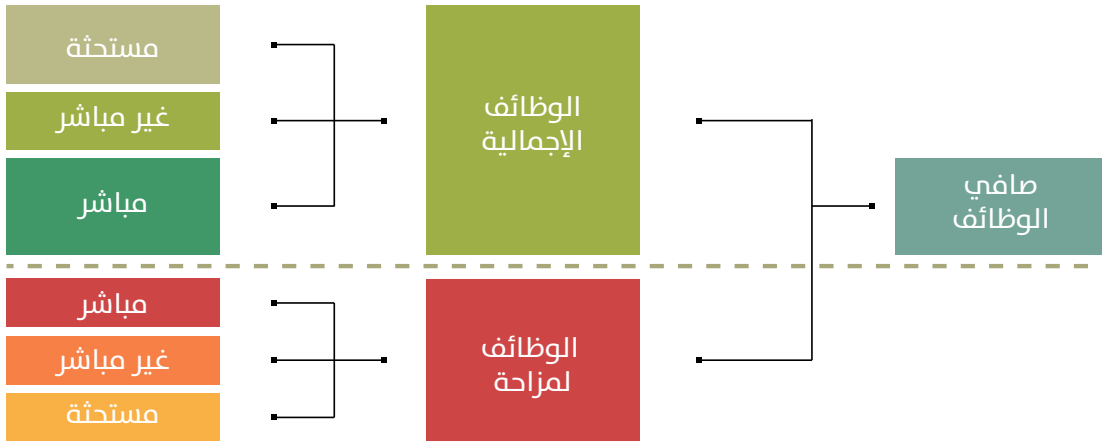 صافي
الوظائف
الوظائف
الإجمالية
مستحثة
غير مباشر
مباشر
الوظائف
لمزاحة
مباشر
غير مباشر
مستحثة